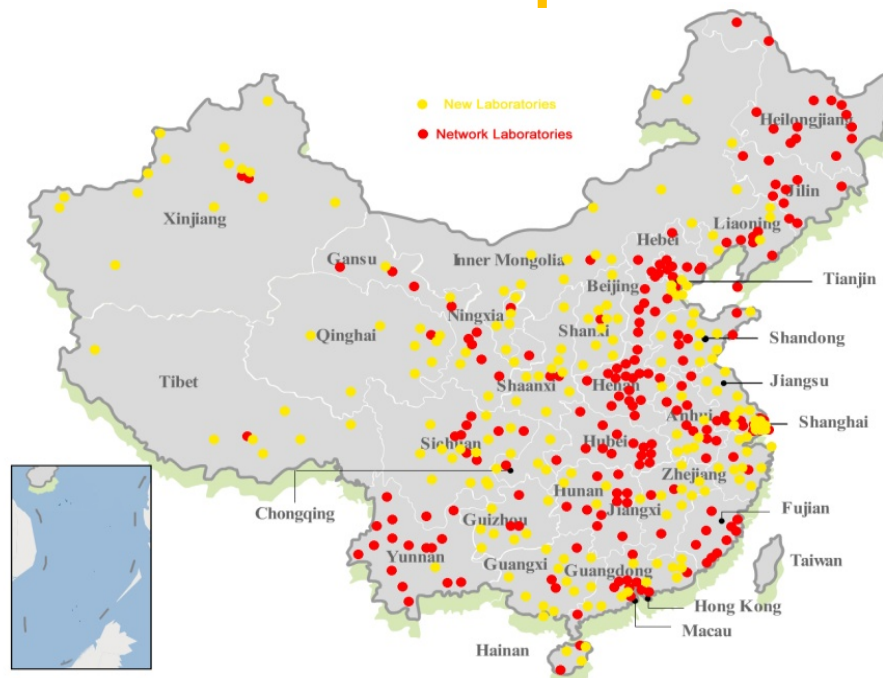 New Laboratories
Network Laboratories
Heilongjiang
Jilin
Liaoning
Xinjiang
Gansu
Inner Mongolia
Hebei
Beijing
Tianjin
Ningxia
Qinghai
Shanxi
Shandong
Tibet
Shaanxi
Henan
Jiangsu
Anhui
Shanghai
Sichuan
Hubei
Zhejiang
Chongqing
Hunan
Guizhou
Jiangxi
Fujian
Yunnan
Guangxi
Guangdong
Taiwan
Hong Kong
Macau
Hainan